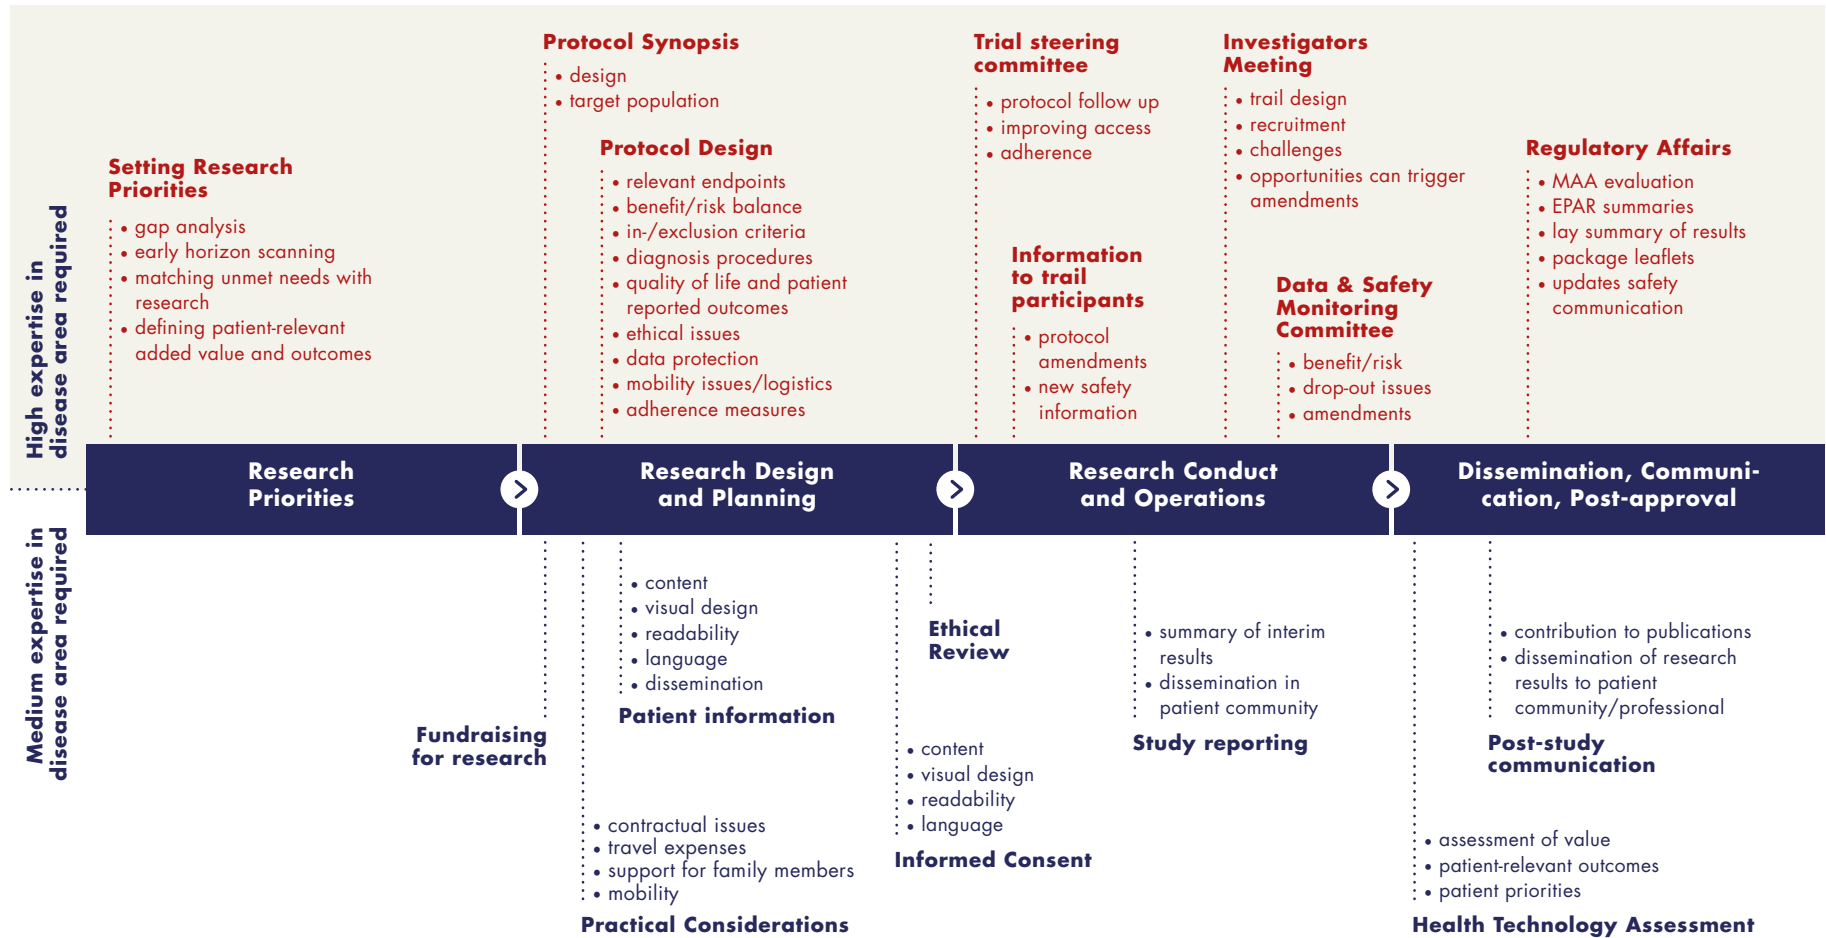 High expertise in
disease area required
Setting Research
Priorities
• gap analysis
• early horizon scanning
• matching unmet needs with
research
• defining patient-relevant
added value and outcomes
Protocol Synopsis
• design
• target population
Protocol Design
• relevant endpoints
• benefit/risk balance
• in-/exclusion criteria
• diagnosis procedures
• quality of life and patient
reported outcomes
• ethical issues
• data protection
• mobility issues/logistics
• adherence measures
Trial steering
committee
• protocol follow up
• improving access
• adherence
Information
to trail
participants
• protocol
amendments
• new safety
information
Investigators
Meeting
• trail design
• recruitment
• challenges
• opportunities can trigger
amendments
Data & Safety
Monitoring
Committee
• benefit/risk
• drop-out issues
• amendments
Regulatory Affairs
• MAA evaluation
• EPAR summaries
• lay summary of results
• package leaflets
• updates safety
communication
Research
Priorities
Research Design
and Planning
Research Conduct
and Operations
Dissemination, Communi-
cation, Post-approval
Medium expertise in
disease area required
Fundraising
for research
• content
• visual design
• readability
• language
• dissemination
Patient information
• contractual issues
• travel expenses
• support for family members
• mobility
Practical Considerations
Ethical
Review
• content
• visual design
• readability
• language
Informed Consent
• summary of interim
results
• dissemination in
patient community
Study reporting
• contribution to publications
• dissemination of research
results to patient
community/professional
Post-study
communication
• assessment of value
• patient-relevant outcomes
• patient priorities
Health Technology Assessment